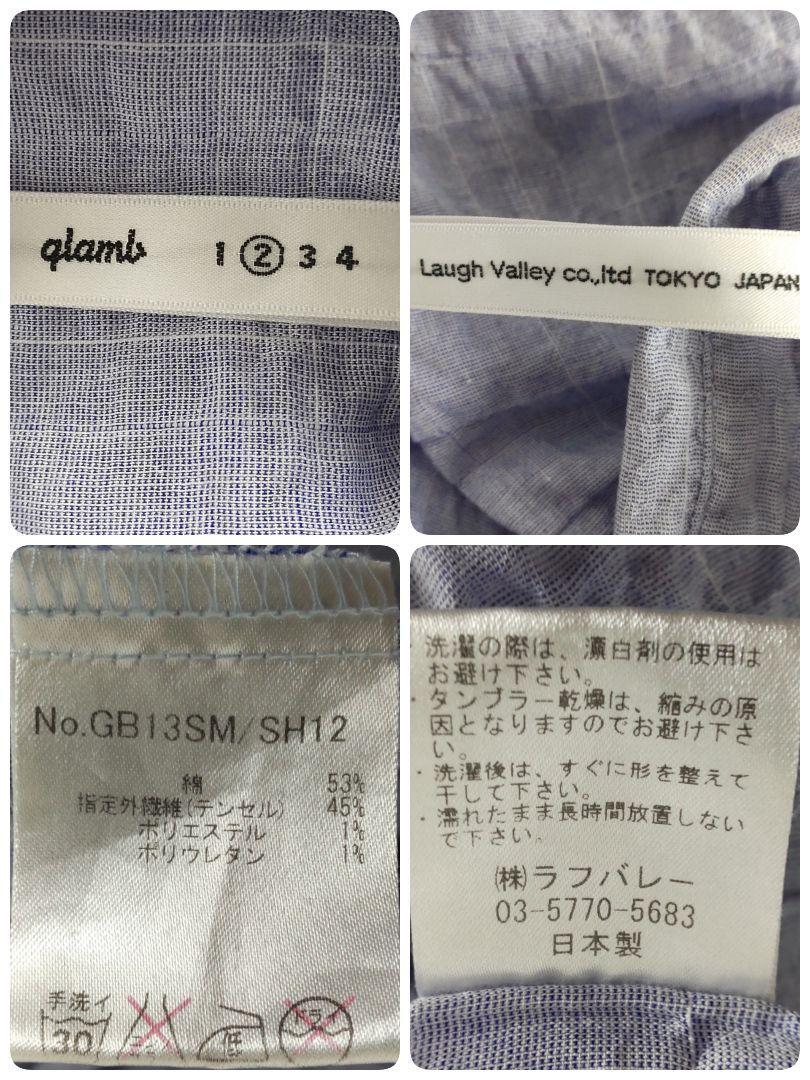 glamb 1 2 3 4
Laugh Valley co.,ltd TOKYO JAPAN
No.GB13SM/SH12
綿 53%
指定外繊維(テンセル) 45%
ポリエステル 1%
ポリウレタン 1%
手洗イ
30
低
ドライ
・洗濯の際は、漂白剤の使用は
お避け下さい。
・タンブラー乾燥は、縮みの原
因となりますのでお避け下さ
い。
・洗濯後は、すぐに形を整えて
干して下さい。
・濡れたまま長時間放置しない
で下さい。
㈱ラフバレー
03-5770-5683
日本製